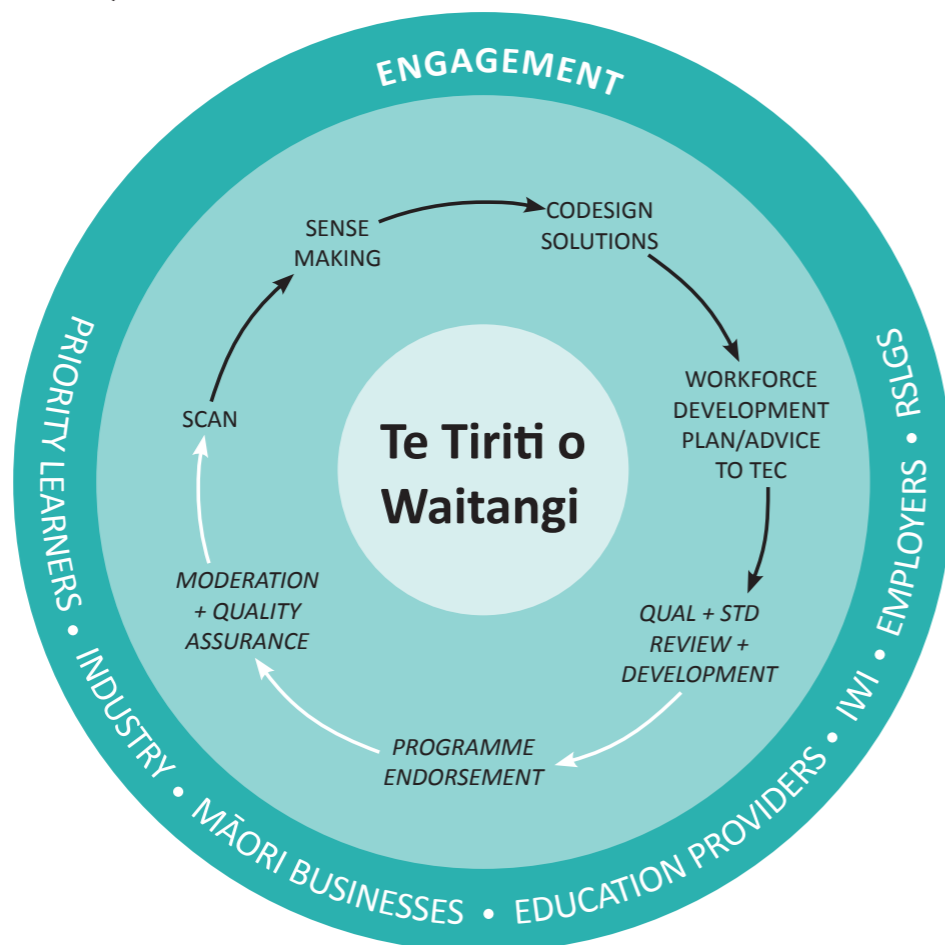 ENGAGEMENT
SENSE
MAKING
CODESIGN
SOLUTIONS
WORKFORCE
DEVELOPMENT
PLAN/ADVICE
TO TEC
QUAL + STD
REVIEW +
DEVELOPMENT
PROGRAMME
ENDORSEMENT
MODERATION
+ QUALITY
ASSURANCE
SCAN
Te Tiriti o
Waitangi
PRIORITY LEARNERS • INDUSTRY • MĀORI BUSINESSES • EDUCATION PROVIDERS • IWI • EMPLOYERS • RSLGS